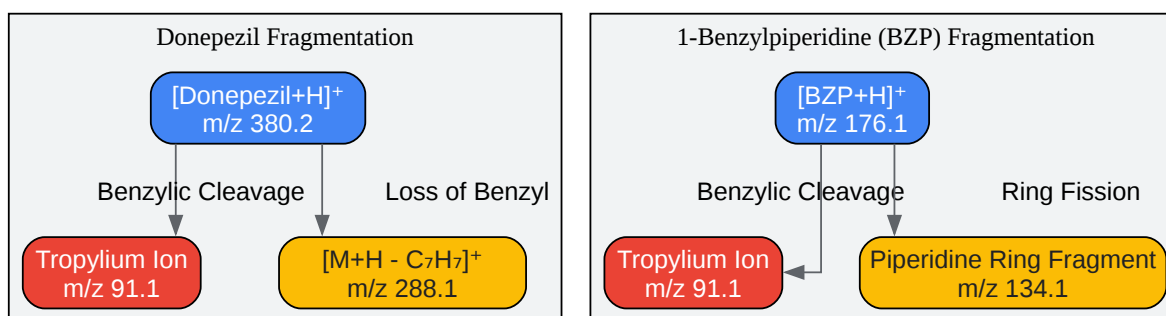 Donepezil Fragmentation
[Donepezil+H]⁺
m/z 380.2
Benzylic Cleavage
Loss of Benzyl
Tropylium Ion
m/z 91.1
[M+H - C₇H₇]⁺
m/z 288.1
1-Benzylpiperidine (BZP) Fragmentation
[BZP+H]⁺
m/z 176.1
Benzylic Cleavage
Ring Fission
Tropylium Ion
m/z 91.1
Piperidine Ring Fragment
m/z 134.1